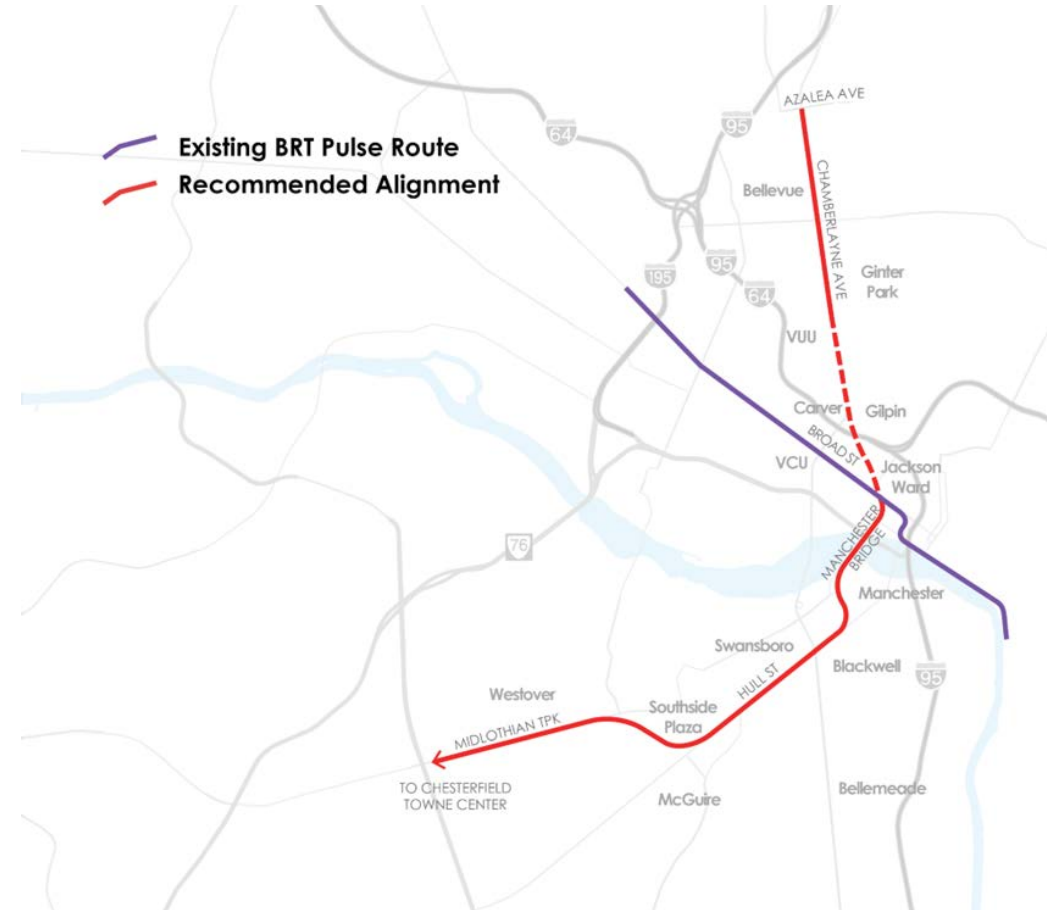 Existing BRT Pulse Route
Recommended Alignment
AZALEA AVE
64
95
Bellevue
CHAMBERLAYNE AVE
195
95
64
Ginter
Park
VUU
Carver
Gilpin
BROAD ST
VCU
Jackson
Ward
76
MANCHESTER
BRIDGE
Manchester
Swansboro
HULL ST
Blackwell
95
Westover
Southside
Plaza
MIDLOTHIAN TPK
TO CHESTERFIELD
TOWNE CENTER
McGuire
Bellemeade